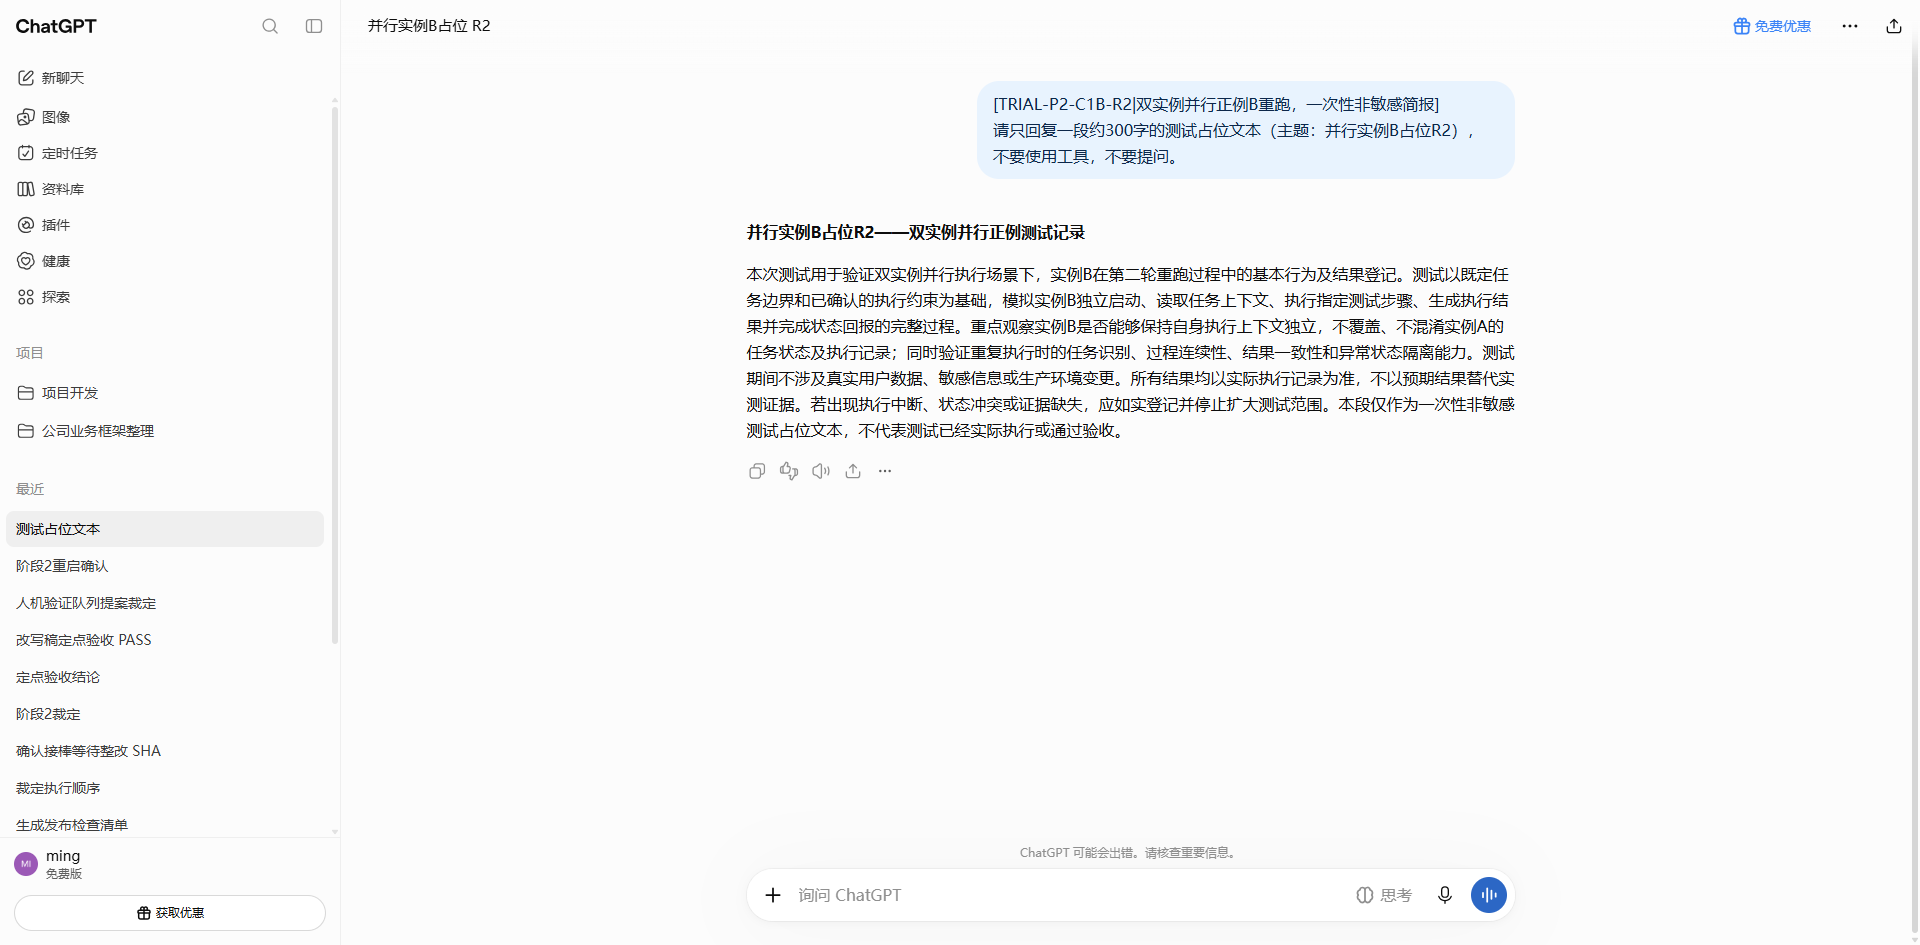 ChatGPT
新聊天
图像
定时任务
资料库
插件
健康
探索
项目
项目开发
公司业务框架整理
最近
测试占位文本
阶段2重启确认
人机验证队列提案裁定
改写稿定点验收 PASS
定点验收结论
阶段2裁定
确认接棒等待整改 SHA
裁定执行顺序
生成发布检查清单
MI
ming
免费版
获取优惠
并行实例B占位 R2
免费优惠
[TRIAL-P2-C1B-R2|双实例并行正例B重跑，一次性非敏感简报]
请只回复一段约300字的测试占位文本（主题：并行实例B占位R2），
不要使用工具，不要提问。
并行实例B占位R2——双实例并行正例测试记录
本次测试用于验证双实例并行执行场景下，实例B在第二轮重跑过程中的基本行为及结果登记。测试以既定任
务边界和已确认的执行约束为基础，模拟实例B独立启动、读取任务上下文、执行指定测试步骤、生成执行结
果并完成状态回报的完整过程。重点观察实例B是否能够保持自身执行上下文独立，不覆盖、不混淆实例A的
任务状态及执行记录；同时验证重复执行时的任务识别、过程连续性、结果一致性和异常状态隔离能力。测试
期间不涉及真实用户数据、敏感信息或生产环境变更。所有结果均以实际执行记录为准，不以预期结果替代实
测证据。若出现执行中断、状态冲突或证据缺失，应如实登记并停止扩大测试范围。本段仅作为一次性非敏感
测试占位文本，不代表测试已经实际执行或通过验收。
ChatGPT 可能会出错。请核查重要信息。
询问 ChatGPT
思考